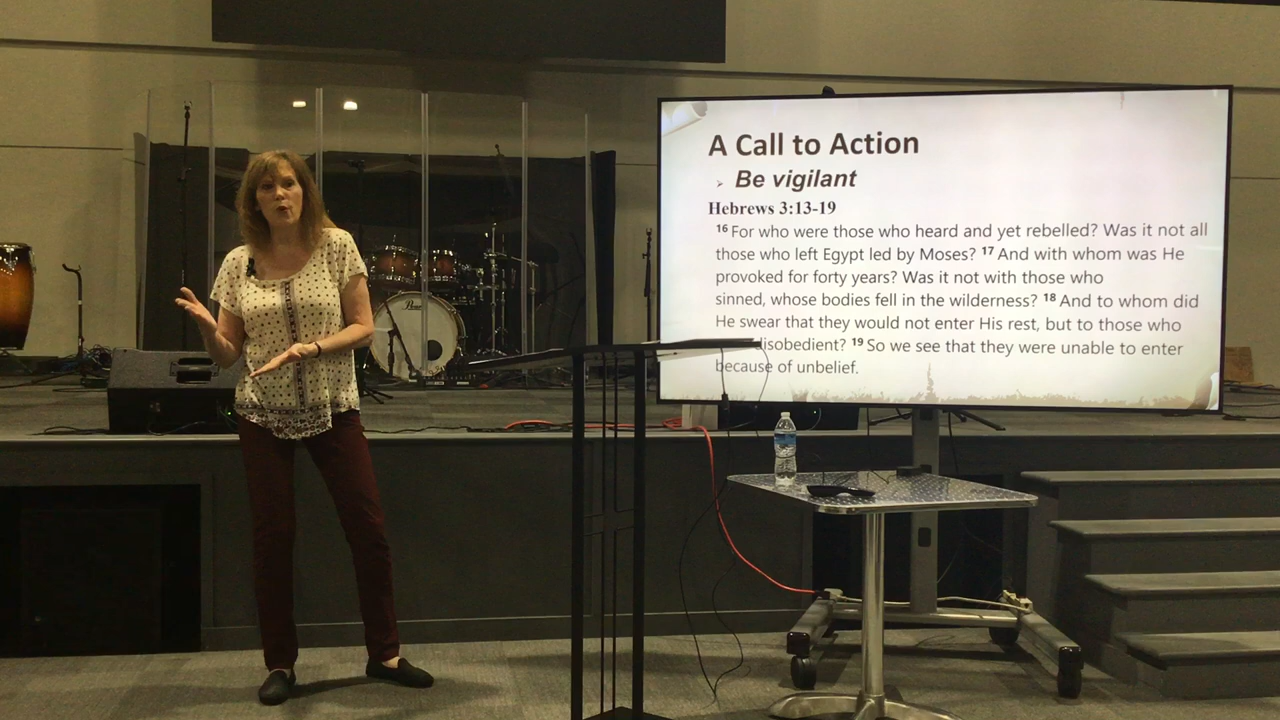 A Call to Action
➢ Be vigilant
Hebrews 3:13-19
16 For who were those who heard and yet rebelled? Was it not all
those who left Egypt led by Moses? 17 And with whom was He
provoked for forty years? Was it not with those who
sinned, whose bodies fell in the wilderness? 18 And to whom did
He swear that they would not enter His rest, but to those who
isobedient? 19 So we see that they were unable to enter
because of unbelief.